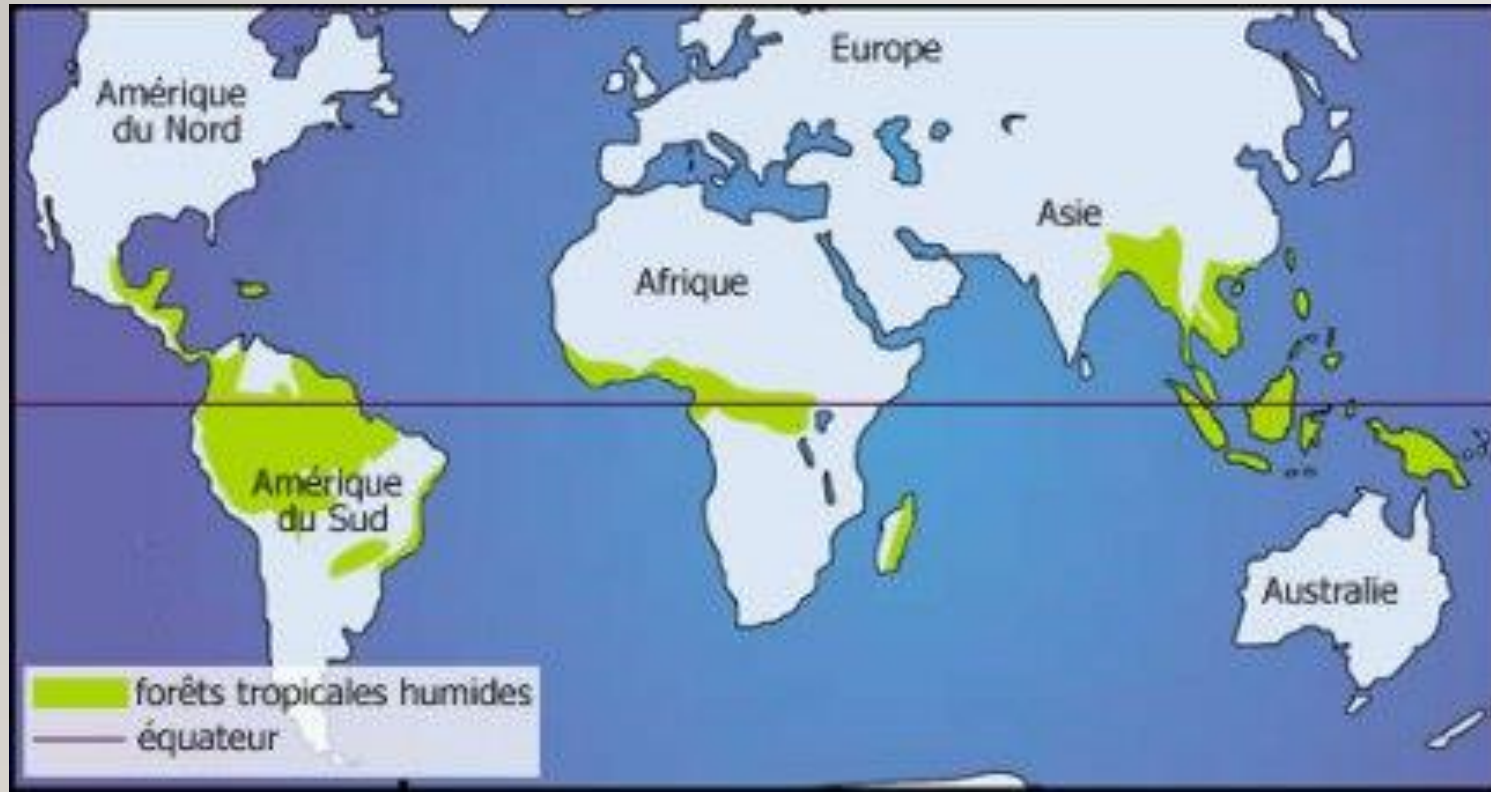 Europe
Amérique
du Nord
Asie
Afrique
Amérique
du Sud
Australie
forêts tropicales humides
équateur